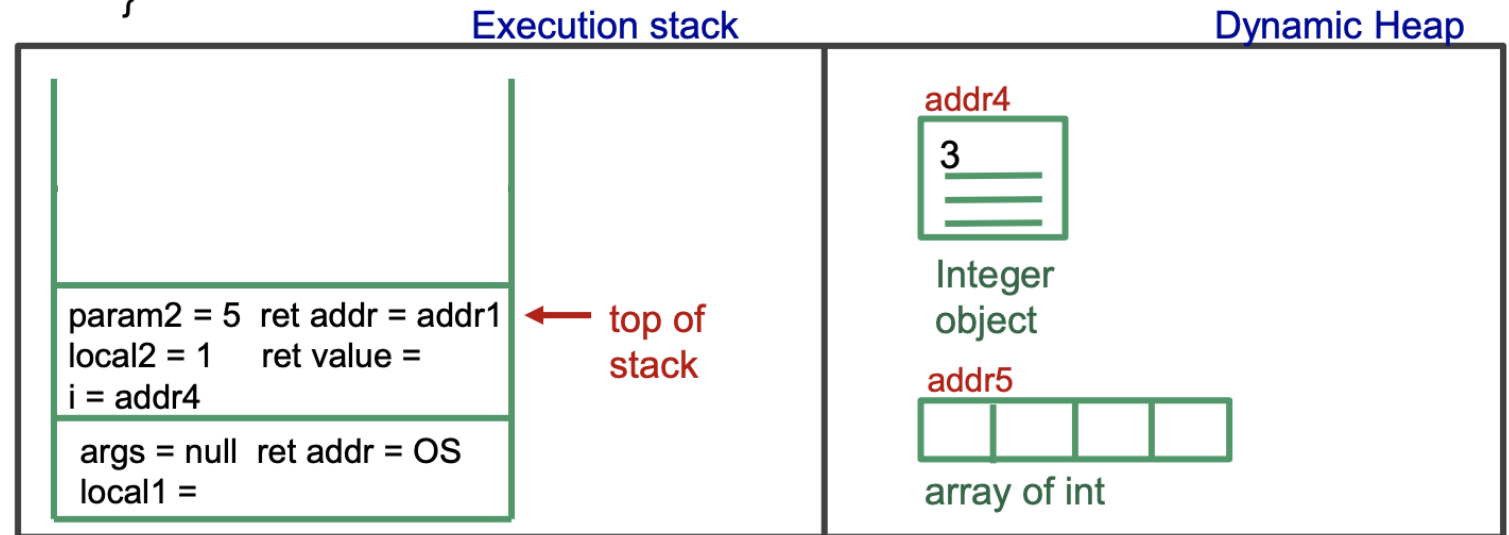 }
Execution stack
Dynamic Heap
param2 = 5 ret addr = addr1
local2 = 1 ret value =
i = addr4
args = null ret addr = OS
local1 =
top of
stack
addr4
3
Integer
object
addr5
array of int